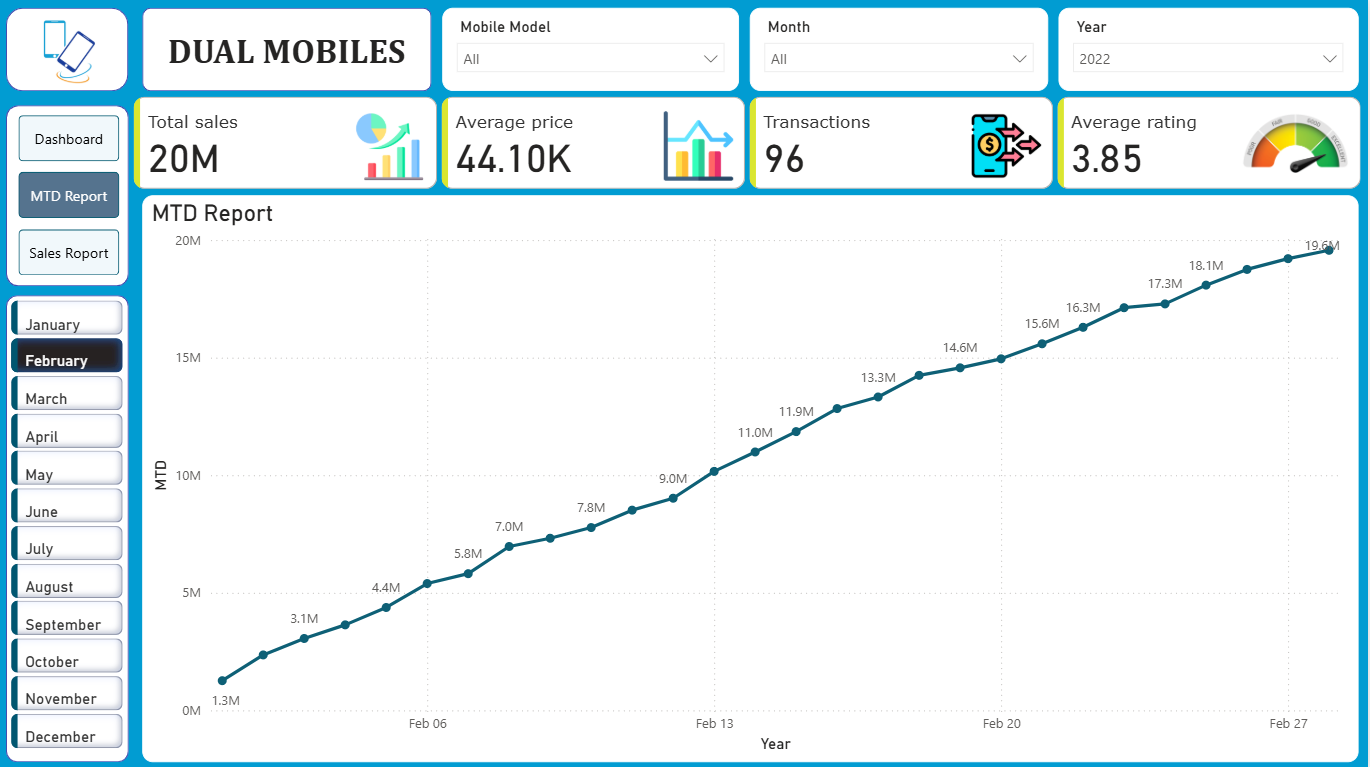 DUAL MOBILES
Mobile Model
All
Month
All
Year
2022
Dashboard
MTD Report
Sales Roport
Total sales
20M
Average price
44.10K
Transactions
96
Average rating
3.85
POOR
FAIR
GOOD
EXCELLENT
$
January
February
March
April
May
June
July
August
September
October
November
December
MTD Report
20M
15M
10M
5M
0M
MTD
1.3M
3.1M
4.4M
5.8M
7.0M
7.8M
9.0M
11.0M
11.9M
13.3M
14.6M
15.6M
16.3M
17.3M
18.1M
19.6M
Feb 06
Feb 13
Feb 20
Feb 27
Year